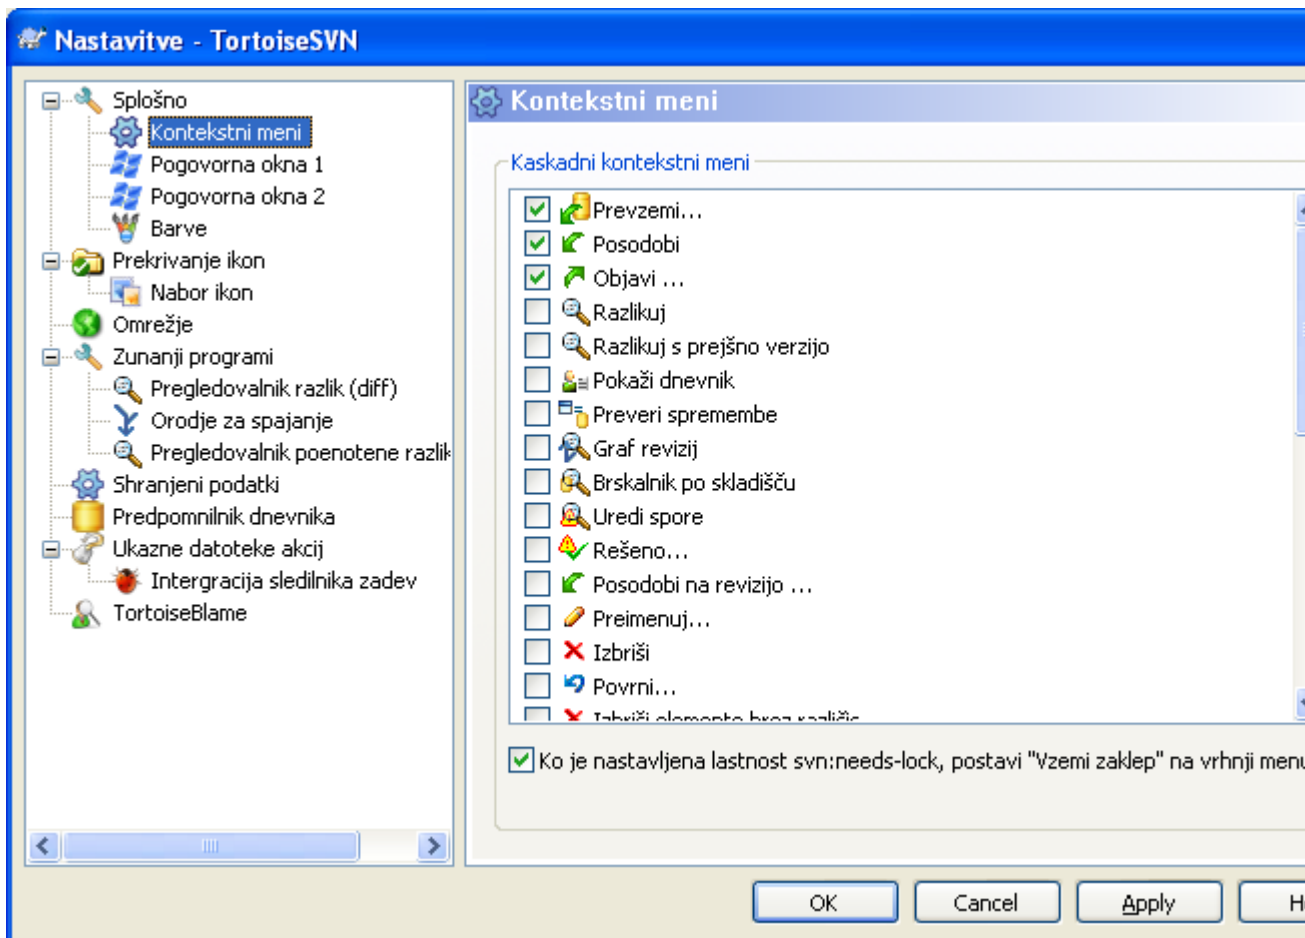 Nastavitve - TortoiseSVN
Splošno
Kontekstni meni
Pogovorna okna 1
Pogovorna okna 2
Barve
Prekrivanje ikon
Nabor ikon
Omrežje
Zunanji programi
Pregledovalnik razlik (diff)
Orodje za spajanje
Pregledovalnik poenotene razlik
Shranjeni podatki
Predpomnilnik dnevnika
Ukazne datoteke akcij
Intergracija sledilnika zadev
TortoiseBlame
Kontekstni meni
Kaskadni kontekstni meni
Prevzemi...
Posodobi
Objavi ...
Razlikuj
Razlikuj s prejšno verzijo
Pokaži dnevnik
Preveri spremembe
Graf revizij
Brskalnik po skladišču
Uredi spore
Rešeno...
Posodobi na revizijo ...
Preimenuj...
Izbriši
Povrni...
Izbriši elemente brez različic
Ko je nastavljena lastnost svn:needs-lock, postavi "Vzemi zaklep" na vrhnji menu
OK
Cancel
Apply